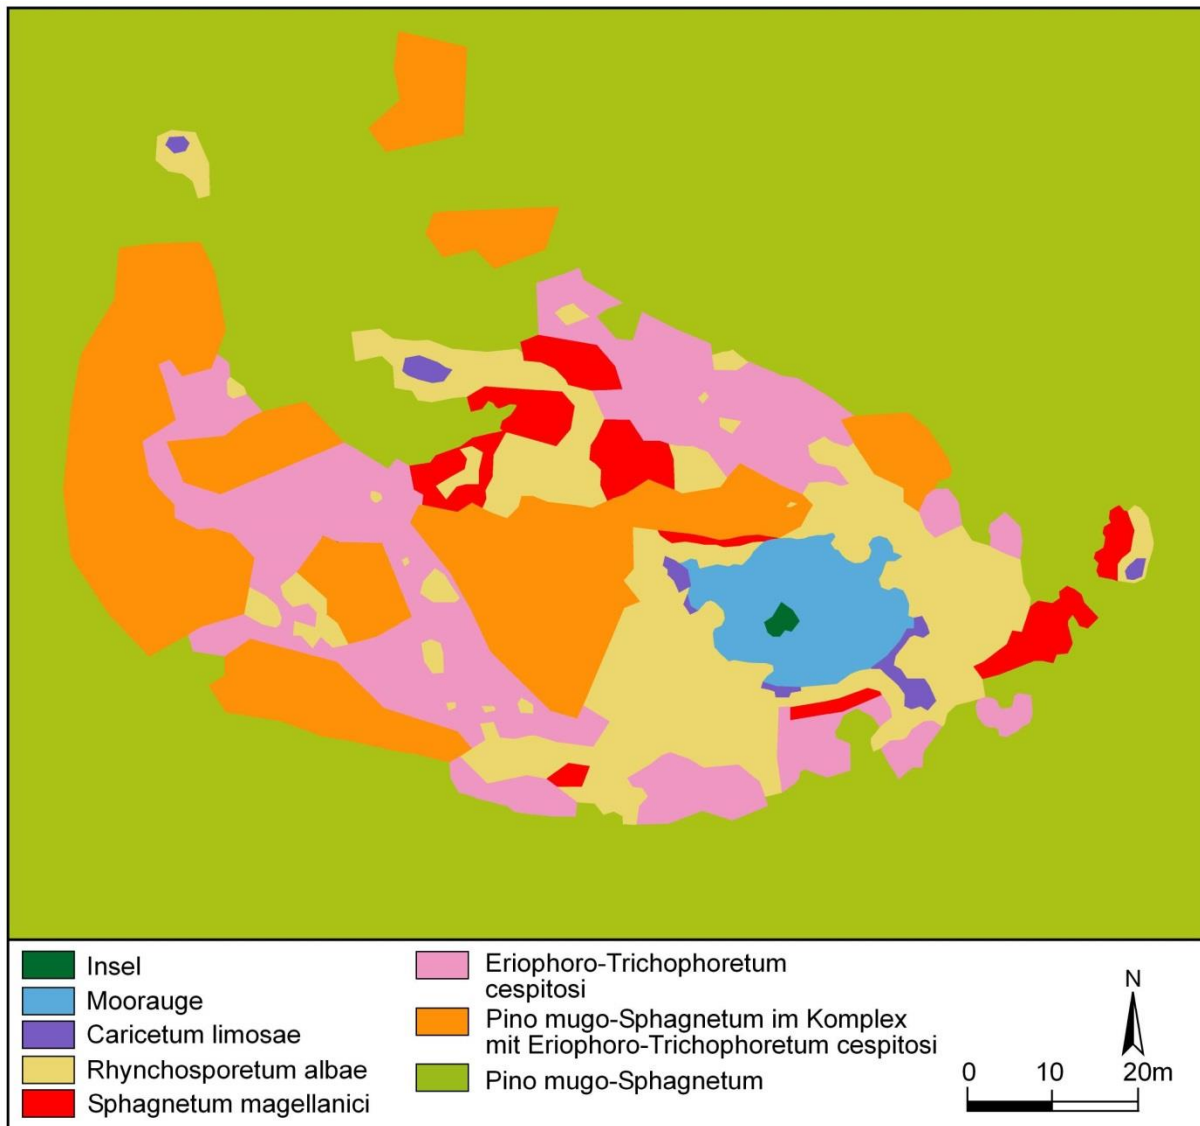 Insel
Moorauge
Caricetum limosae
Rhynchosporetum albae
Sphagnetum magellanici
Eriophoro-Trichophoretum
cespitosi
Pino mugo-Sphagnetum im Komplex
mit Eriophoro-Trichophoretum cespitosi
Pino mugo-Sphagnetum
N
0 10 20m